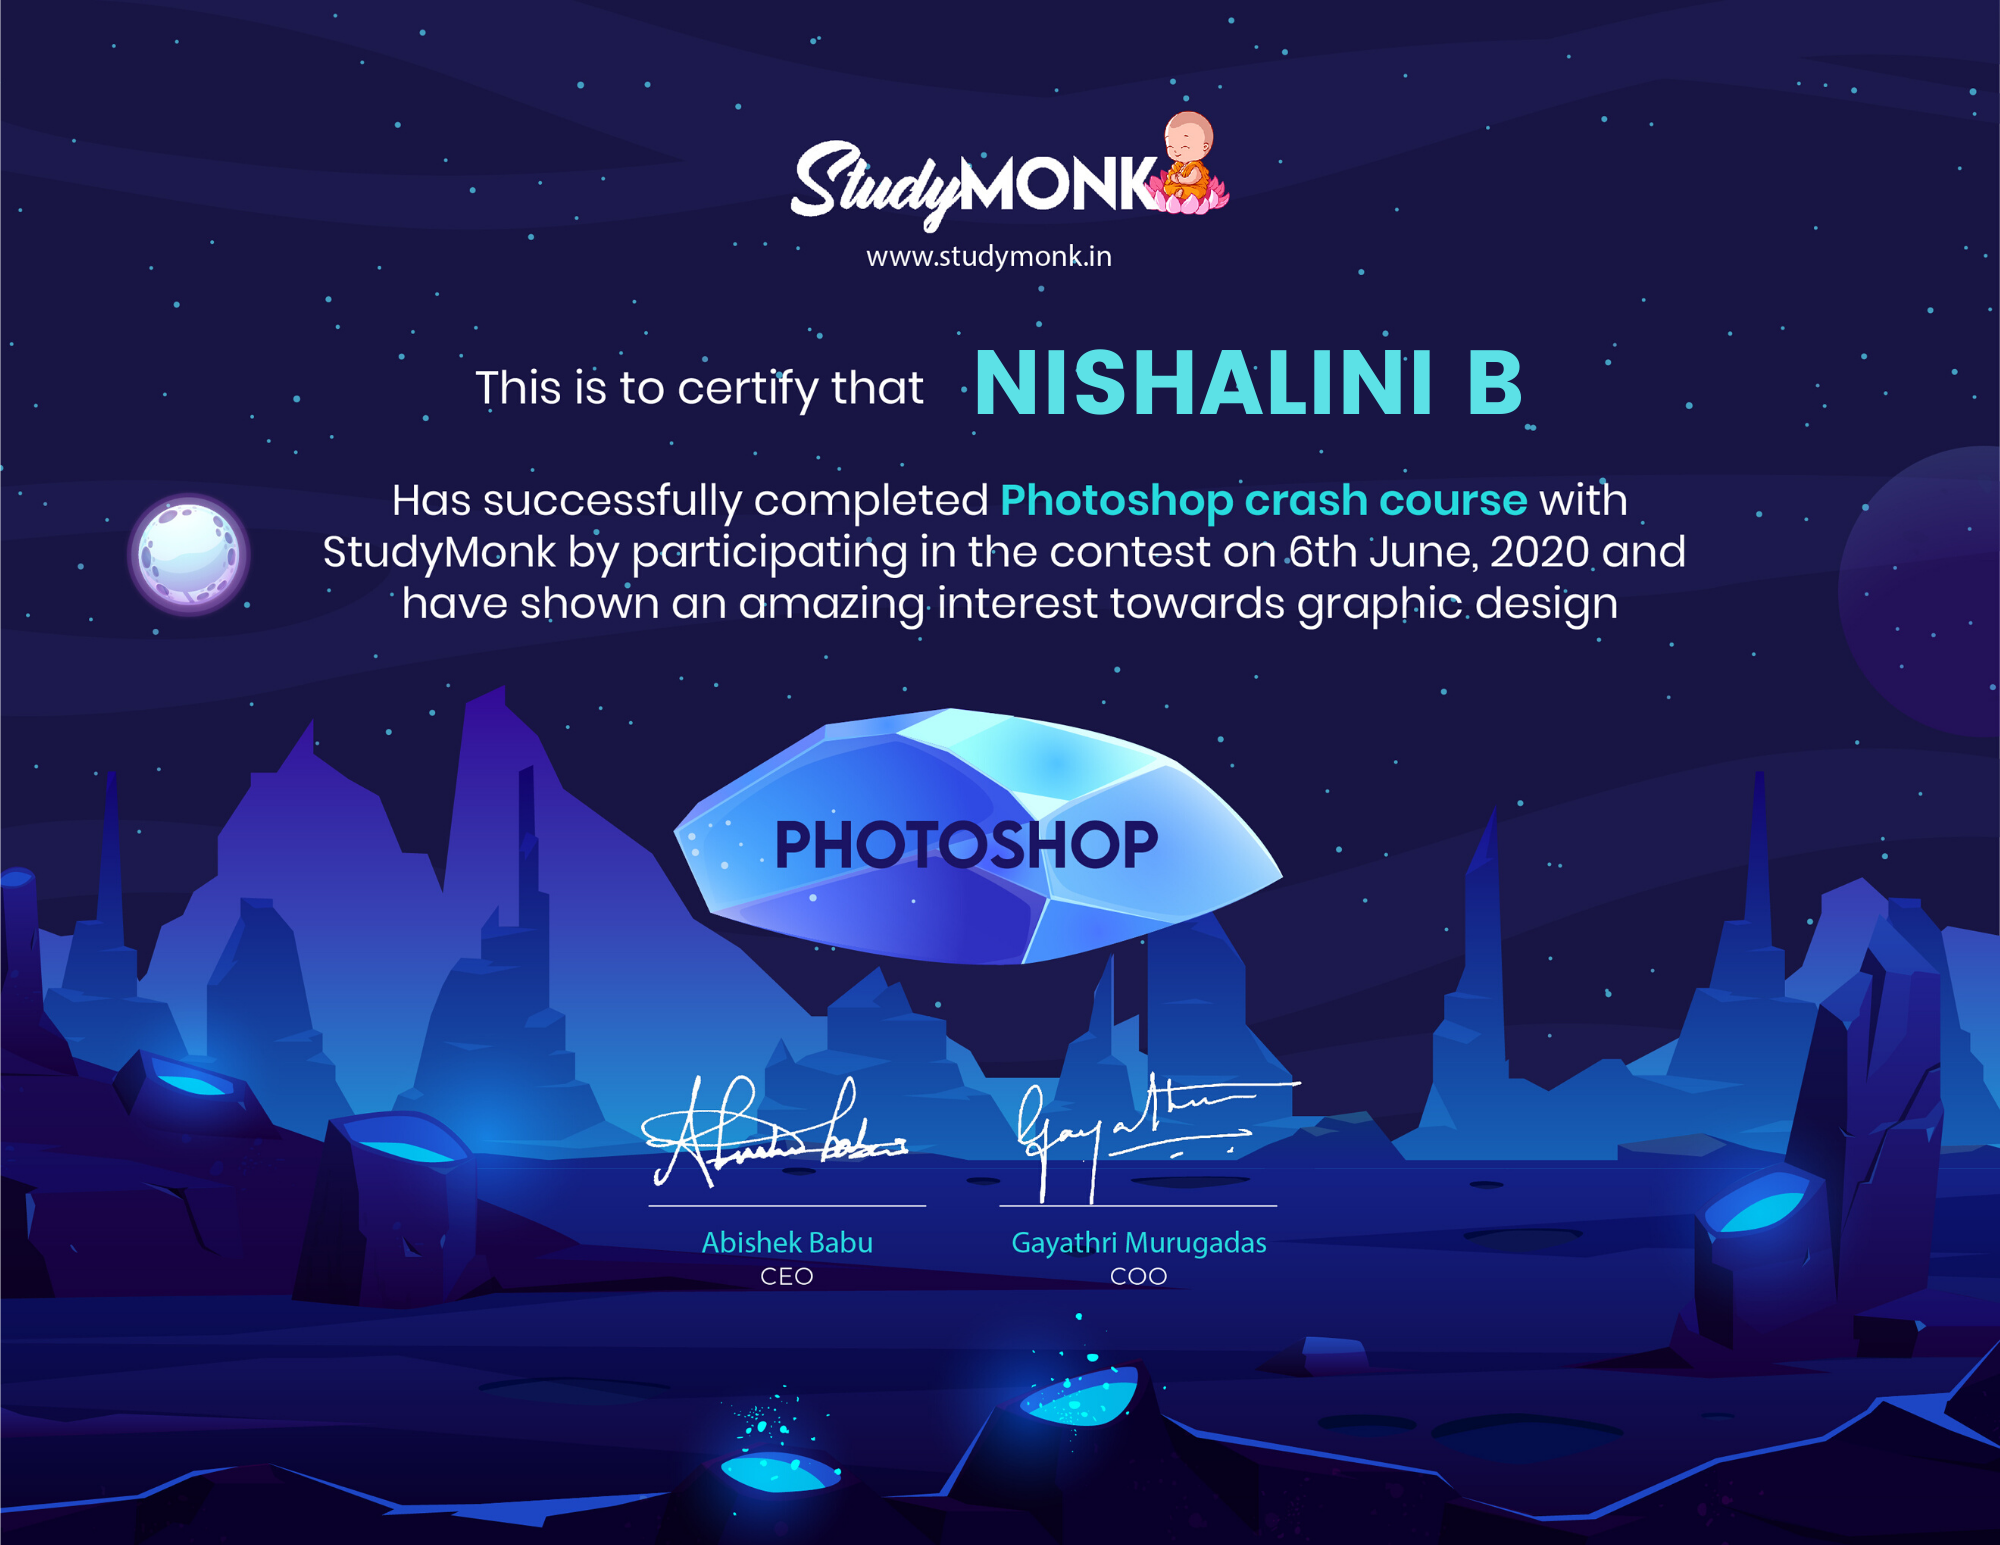 StudyMONK
www.studymonk.in
This is to certify that NISHALINI B
Has successfully completed Photoshop crash course with
StudyMonk by participating in the contest on 6th June, 2020 and
have shown an amazing interest towards graphic design
PHOTOSHOP
Abishek Babu Gayathri Murugadas
CEO COO